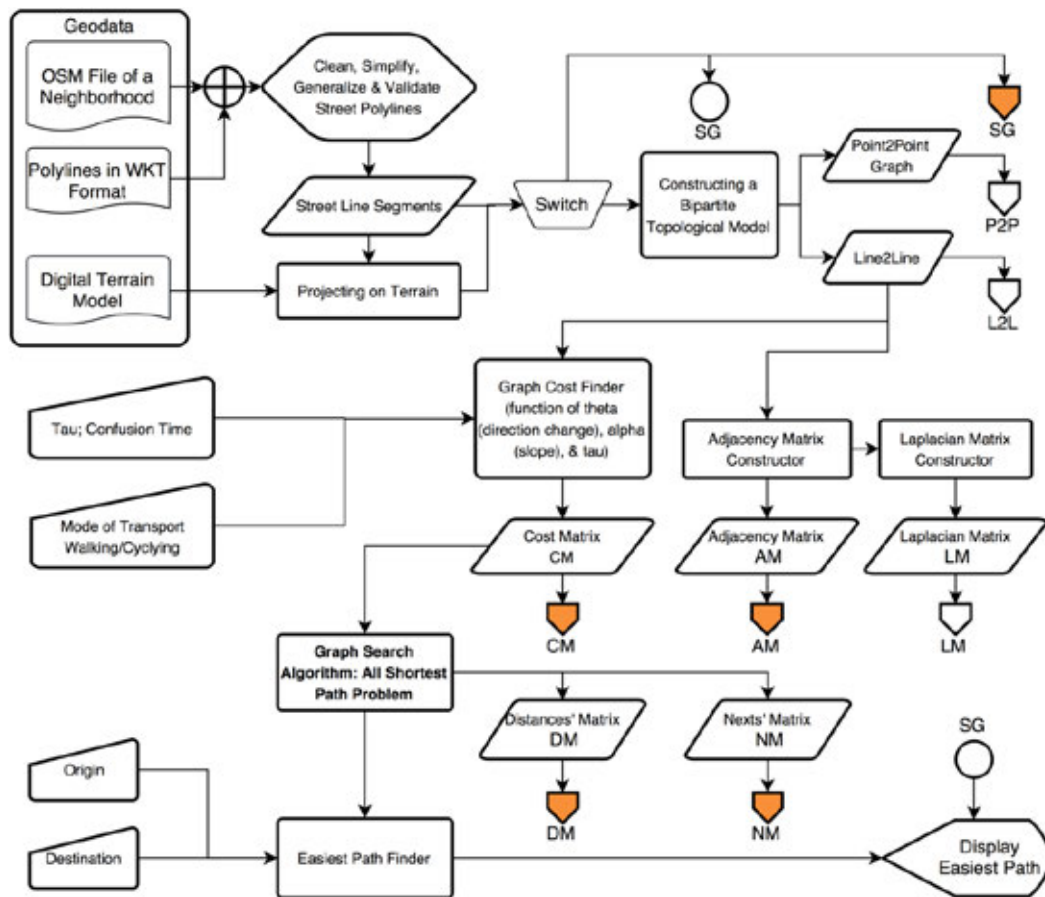 Geodata
OSM File of a
Neighborhood
Polylines in WKT
Format
Digital Terrain
Model
Clean, Simplify,
Generalize & Validate
Street Polylines
Street Line Segments
Projecting on Terrain
Switch
SG
SG
Constructing a
Bipartite
Topological Model
Point2Point
Graph
P2P
Line2Line
L2L
Tau; Confusion Time
Mode of Transport
Walking/Cyclying
Graph Cost Finder
(function of theta
(direction change), alpha
(slope), & tau)
Adjacency Matrix
Constructor
Laplacian Matrix
Constructor
Cost Matrix
CM
Adjacency Matrix
AM
Laplacian Matrix
LM
CM
AM
LM
Graph Search
Algorithm: All Shortest
Path Problem
Distances' Matrix
DM
Nexts' Matrix
NM
DM
NM
SG
Origin
Destination
Easiest Path Finder
Display
Easiest Path